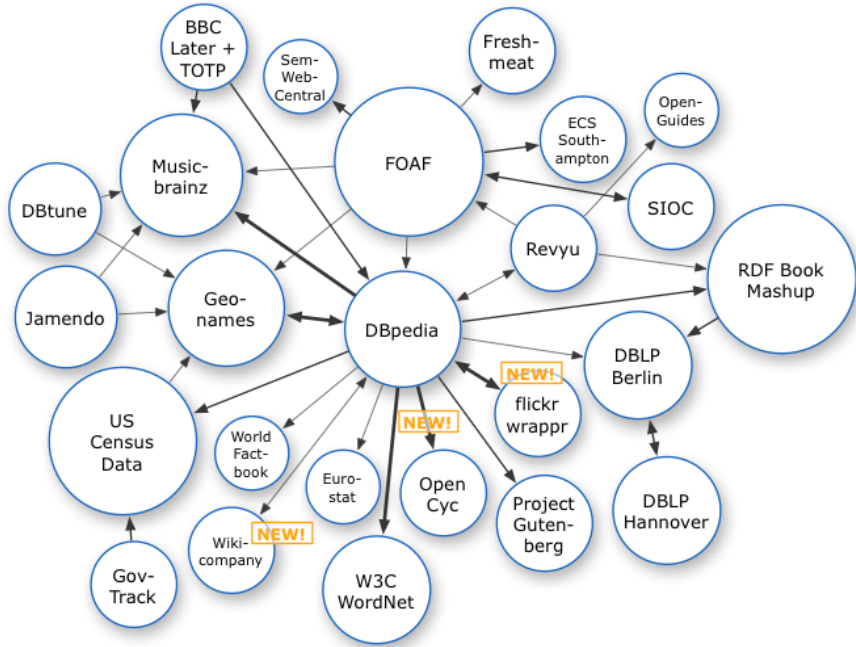 BBC
Later +
TOTP
Sem-
Web-
Central
Fresh-
meat
Open-
Guides
ECS
South-
ampton
FOAF
Music-
brainz
DBtune
SIOC
Revyu
RDF Book
Mashup
Jamendo
Geo-
names
DBpedia
DBLP
Berlin
NEW!
flickr
wrappr
US
Census
Data
World
Fact-
book
NEW!
Euro-
stat
Open
Cyc
Project
Guten-
berg
DBLP
Hannover
Wiki-
company
NEW!
Gov-
Track
W3C
WordNet